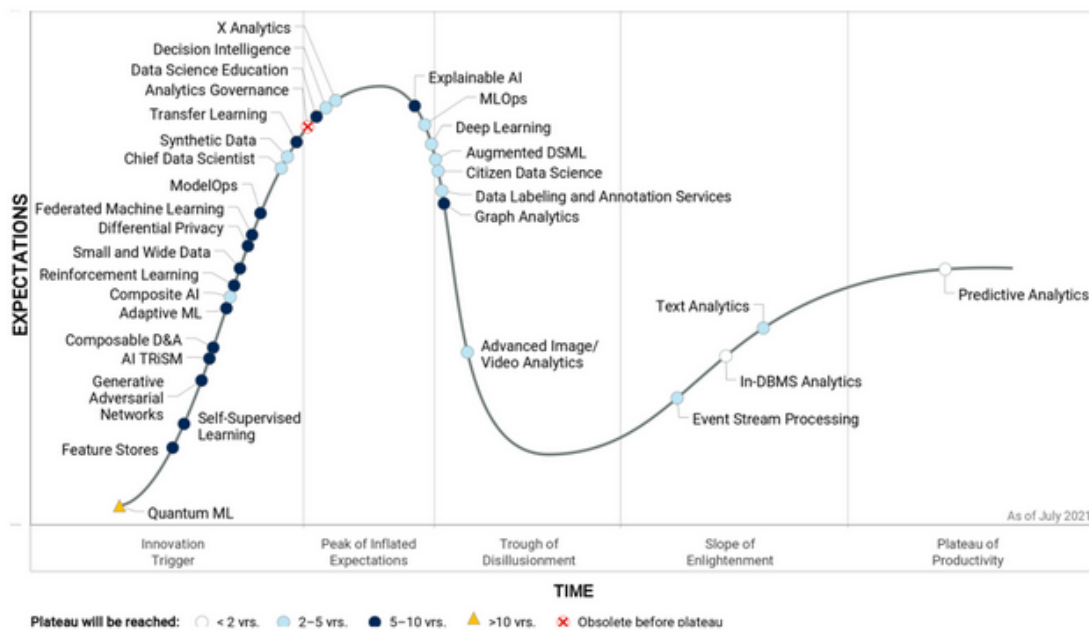 X Analytics
Decision Intelligence
Data Science Education
Analytics Governance
Transfer Learning
Synthetic Data
Chief Data Scientist
ModelOps
Federated Machine Learning
Differential Privacy
Small and Wide Data
Reinforcement Learning
Composite AI
Adaptive ML
Composable D&A
AI TRiSM
Generative
Adversarial
Networks
Self-Supervised
Learning
Feature Stores
Quantum ML
Explainable AI
MLOps
Deep Learning
Augmented DSML
Citizen Data Science
Data Labeling and Annotation Services
Graph Analytics
Advanced Image/
Video Analytics
Text Analytics
In-DBMS Analytics
Event Stream Processing
Predictive Analytics
EXPECTATIONS
As of July 2021
Innovation
Trigger
Peak of Inflated
Expectations
Trough of
Disillusionment
Slope of
Enlightenment
Plateau of
Productivity
TIME
Plateau will be reached: < 2 yrs. 2–5 yrs. 5–10 yrs. >10 yrs. Obsolete before plateau